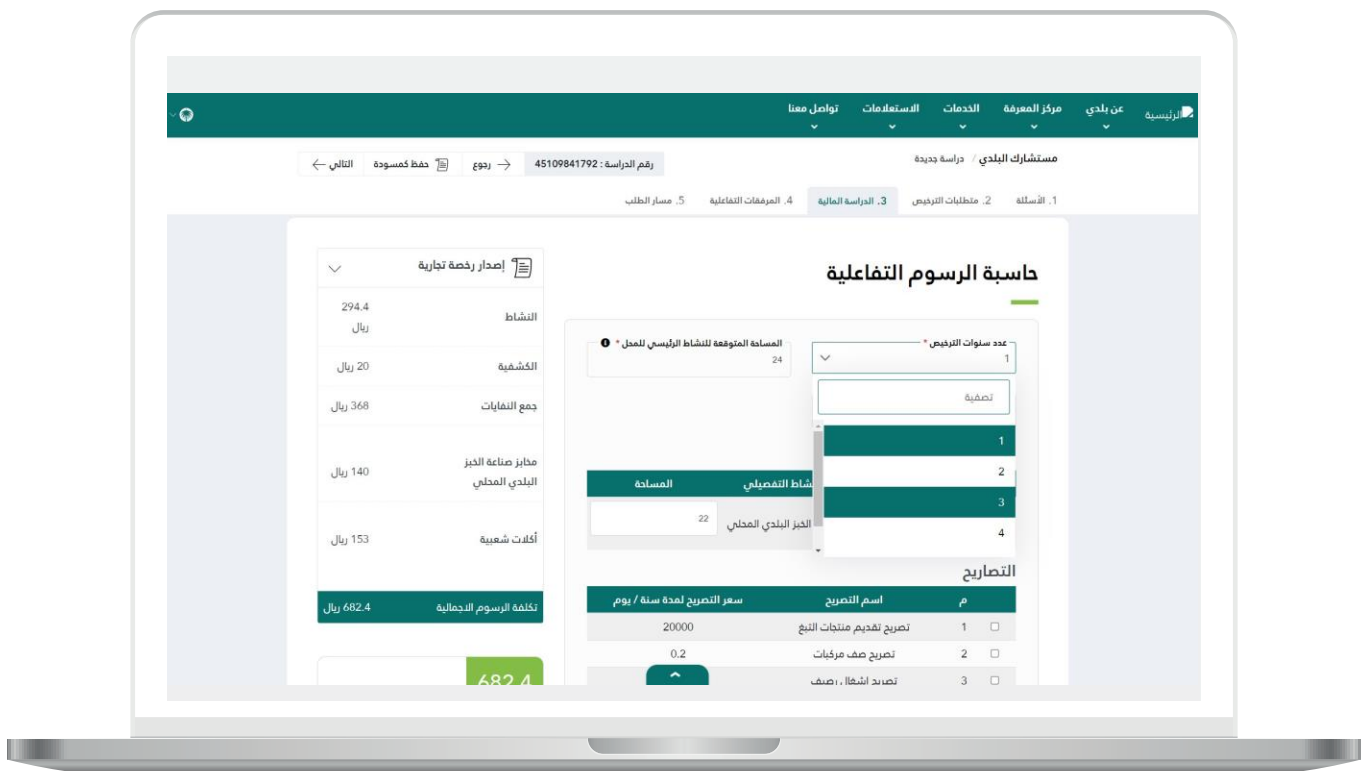 الرئيسية
عن بلدي
مركز المعرفة
الخدمات
الاستعلامات
تواصل معنا
مستشارك البلدي / دراسة جديدة
رقم الدراسة : 45109841792
رجوع
حفظ كمسودة
التالي
1. الأسئلة
2. متطلبات الترخيص
3. الدراسة المالية
4. المرفقات التفاعلية
5. مسار الطلب
حاسبة الرسوم التفاعلية
عدد سنوات الترخيص *
1
المساحة المتوقعة للنشاط الرئيسي للمحل *
24
تصفية
1
2
3
4
شاط التفصيلي
المساحة
الخبز البلدي المحلي
22
التصاريح
م
اسم التصريح
سعر التصريح لمدة سنة / يوم
1 تصريح تقديم منتجات التبغ 20000
2 تصريح صف مركبات 0.2
3 تصريح اشغال رصيف
إصدار رخصة تجارية
النشاط 294.4 ريال
الكشفية 20 ريال
جمع النفايات 368 ريال
مخابز صناعة الخبز
البلدي المحلي 140 ريال
أكلات شعبية 153 ريال
تكلفة الرسوم الاجمالية 682.4 ريال
682.4